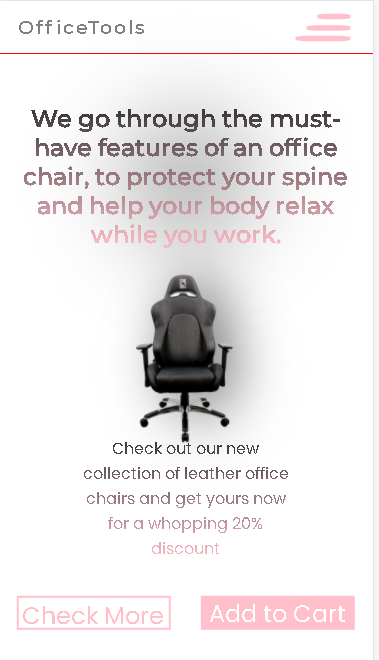 OfficeTools
We go through the must-
have features of an office
chair, to protect your spine
and help your body relax
while you work.
Check out our new
collection of leather office
chairs and get yours now
for a whopping 20%
discount
Check More
Add to Cart